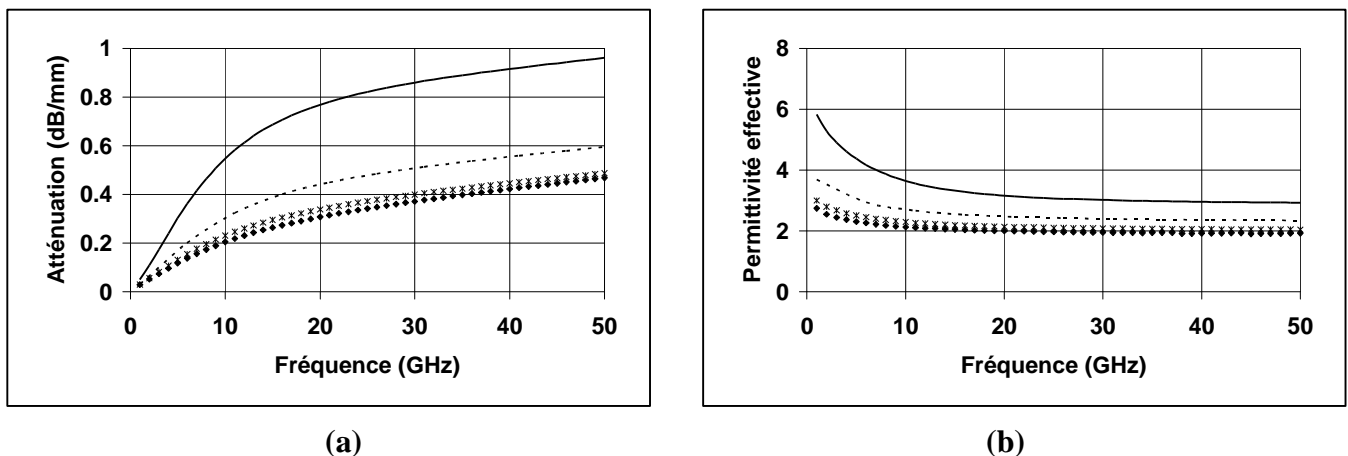 Atténuation (dB/mm)
1
0.8
0.6
0.4
0.2
0
0 10 20 30 40 50
Fréquence (GHz)
(a)
Permittivité effective
8
6
4
2
0
0 10 20 30 40 50
Fréquence (GHz)
(b)